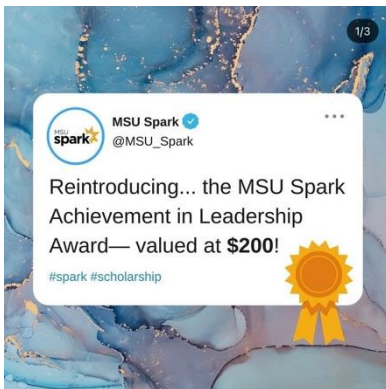 1/3
MSU Spark
@MSU_Spark
MSU
spark
Reintroducing... the MSU Spark
Achievement in Leadership
Award— valued at $200!
#spark #scholarship